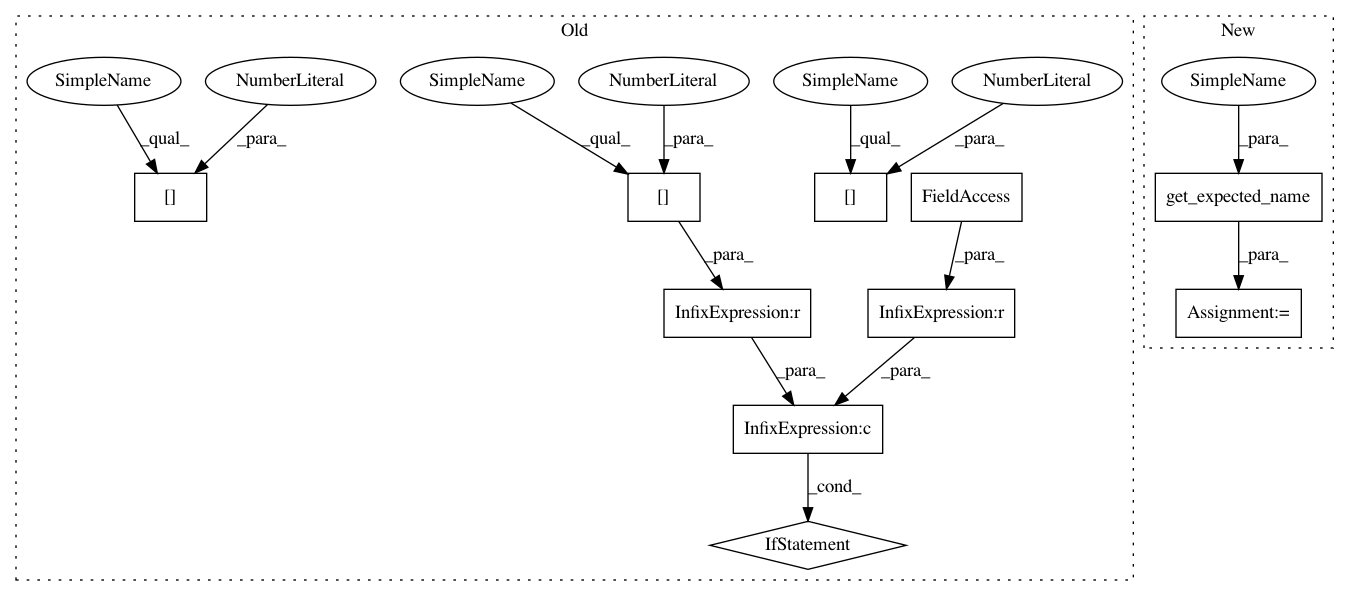 Old
New
SimpleName
NumberLiteral
SimpleName
NumberLiteral
SimpleName
NumberLiteral
SimpleName
_qual_
_para_
_qual_
_para_
_qual_
_para_
_para_
[]
[]
[]
FieldAccess
get_expected_name
_para_
_para_
_para_
InfixExpression:r
InfixExpression:r
Assignment:=
_para_
_para_
InfixExpression:c
_cond_
IfStatement